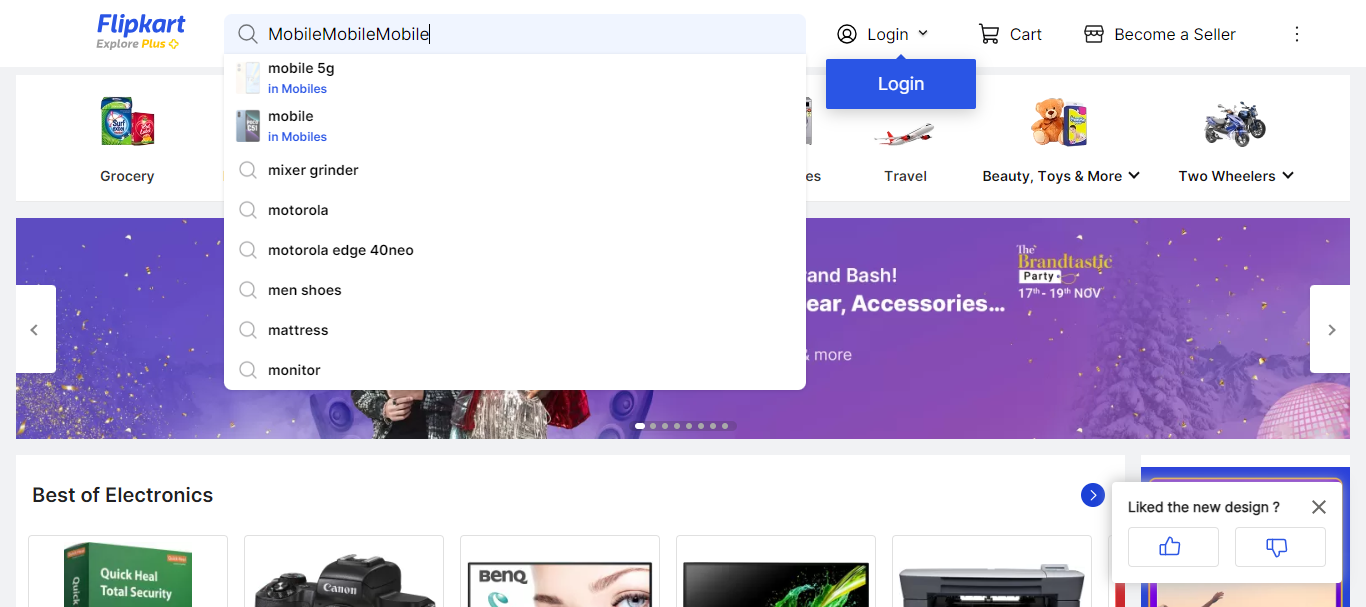 Flipkart
Explore Plus
MobileMobileMobile
Login
Cart
Become a Seller
Login
mobile 5g
in Mobiles
mobile
in Mobiles
mixer grinder
motorola
motorola edge 40neo
men shoes
mattress
monitor
Grocery
es
Travel
Beauty, Toys & More
Two Wheelers
and Bash!
ear, Accessories...
& more
The
Brandtastic
Party
17th - 19th NOV
Best of Electronics
Liked the new design ?
Quick Heal
Total Security
Quick
Canon
BenQ